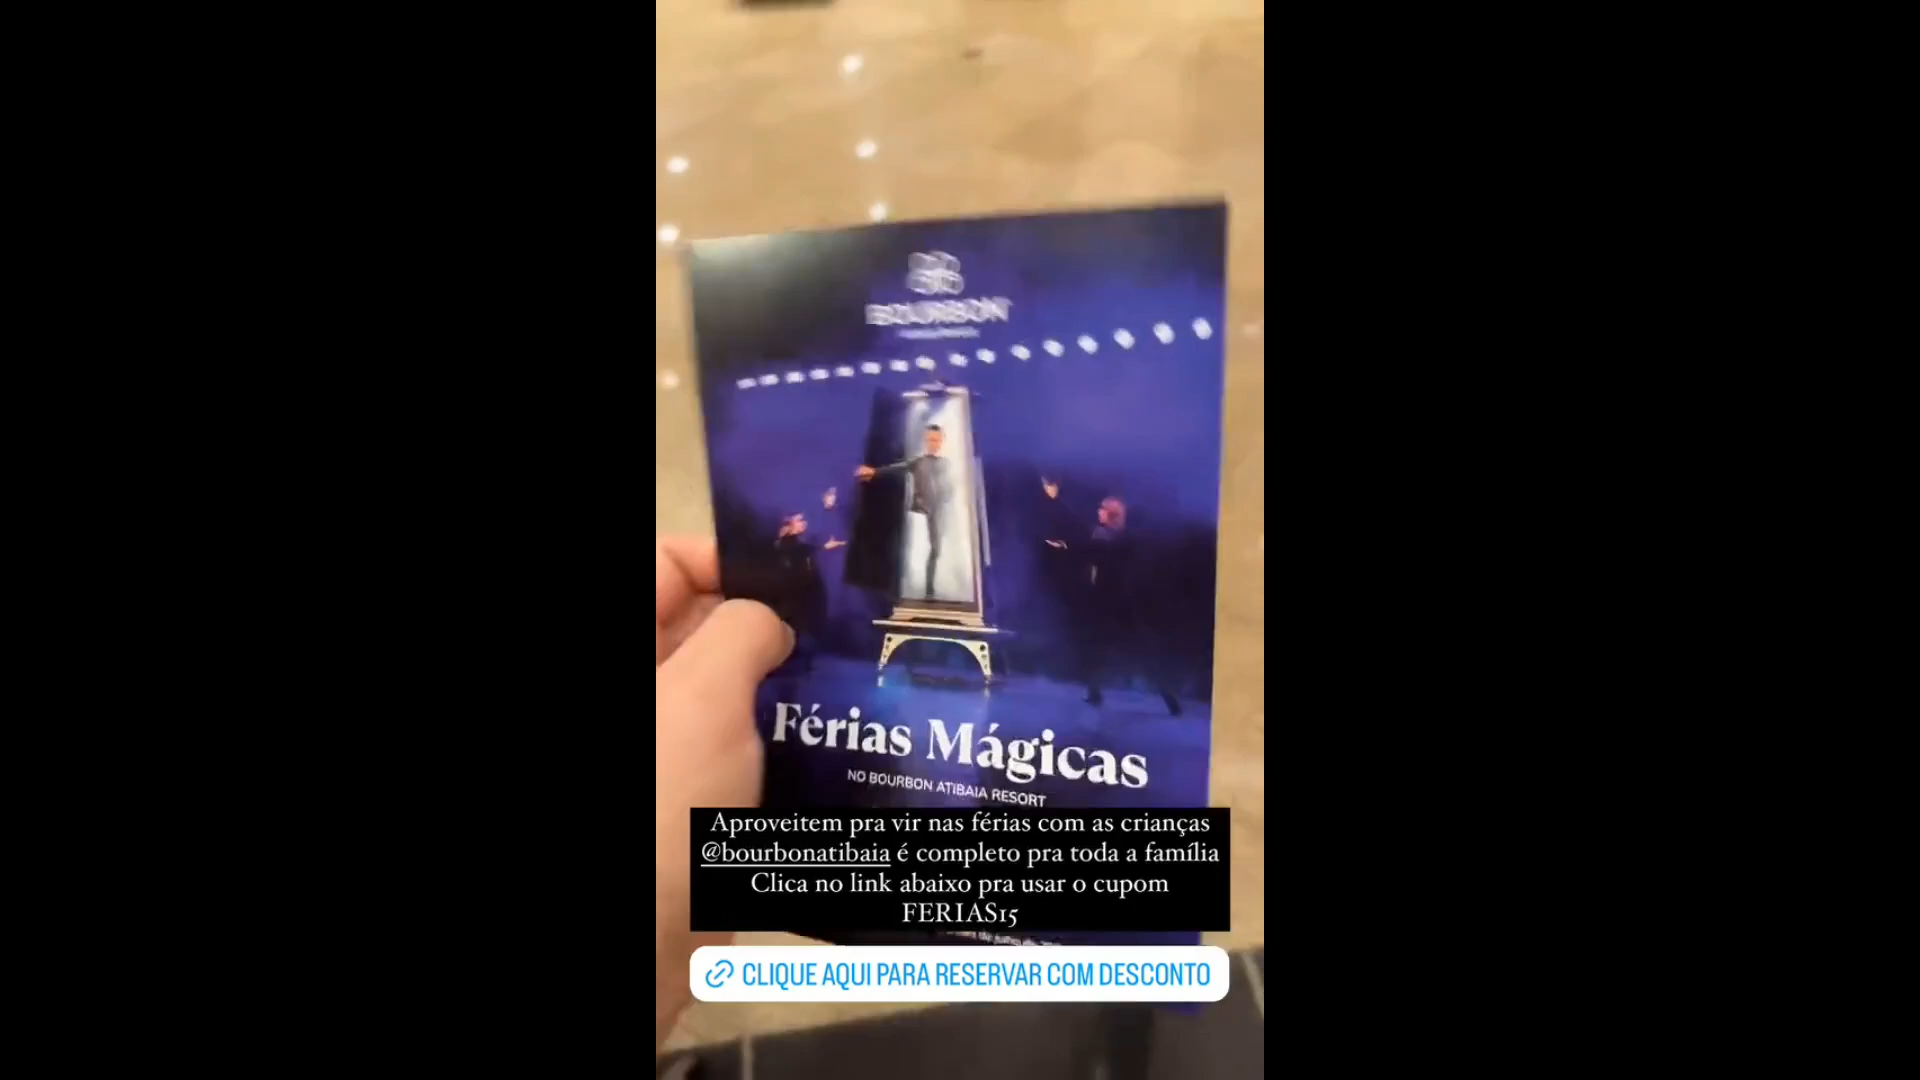 BOURBON
Férias Mágicas
NO BOURBON ATIBAIA RESORT
Aproveitem pra vir nas férias com as crianças
@bourbonatibaia é completo pra toda a família
Clica no link abaixo pra usar o cupom
FERIAS15
CLIQUE AQUI PARA RESERVAR COM DESCONTO